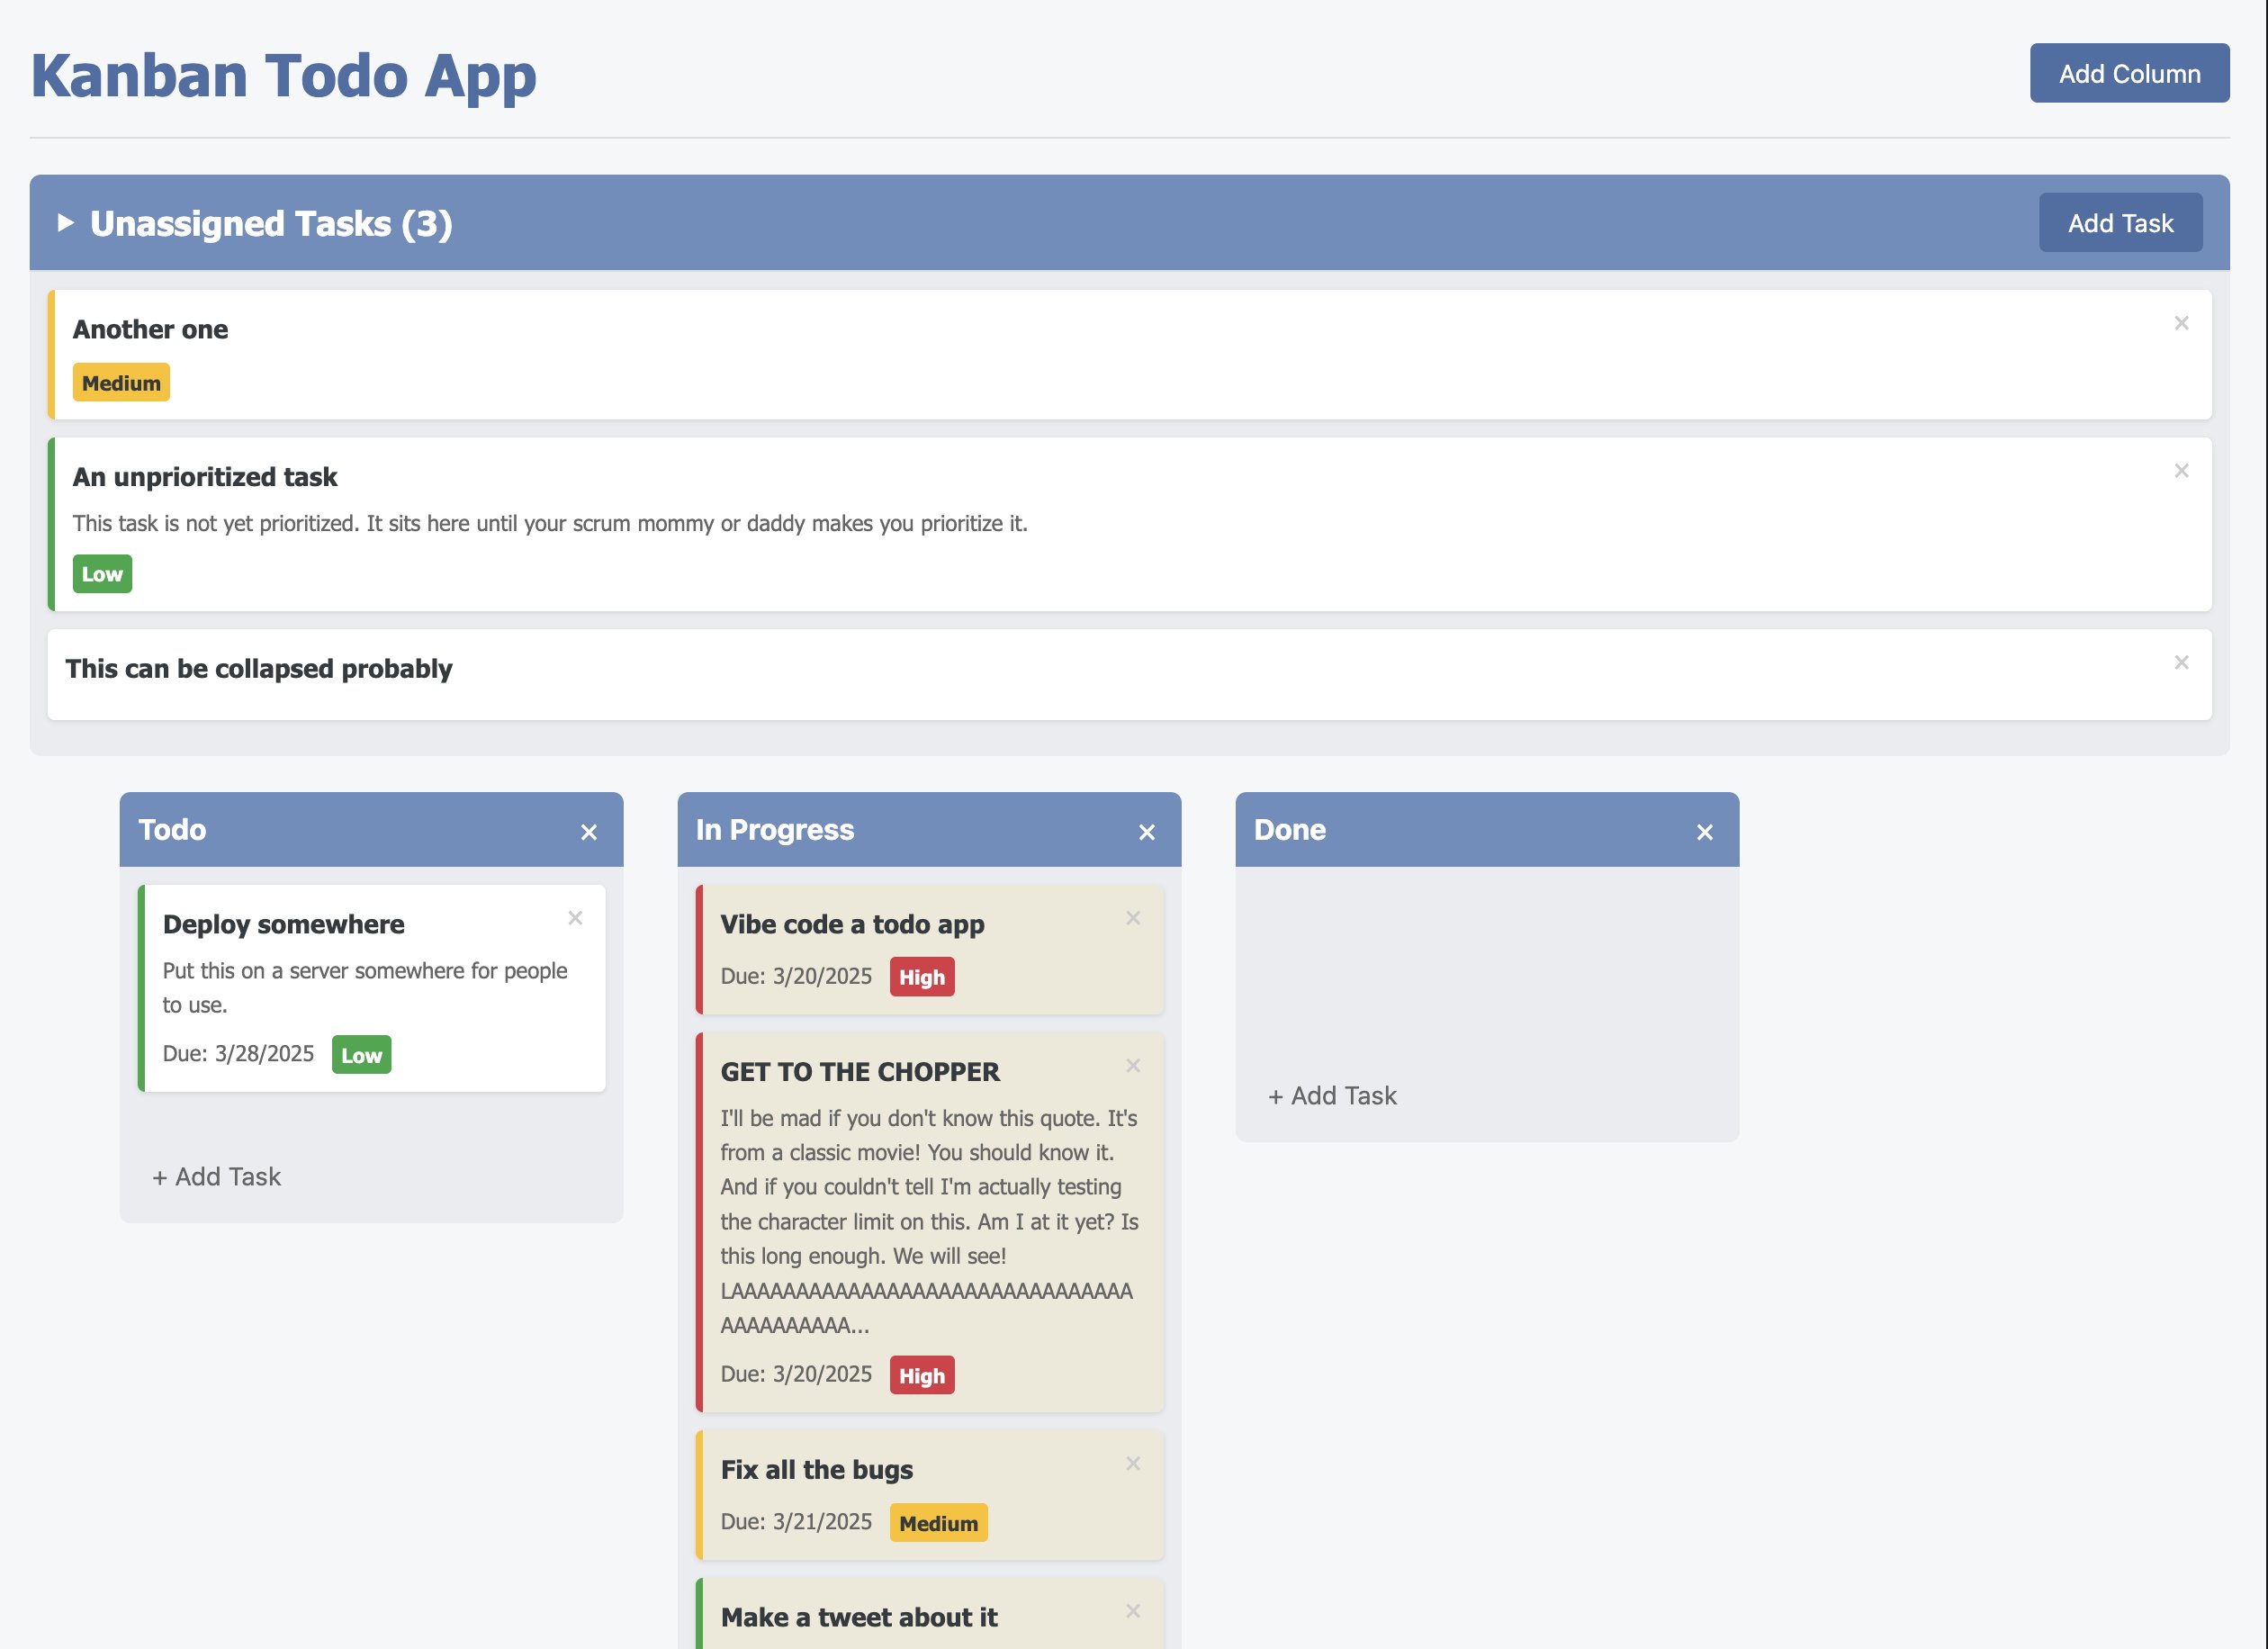 Kanban Todo App
Add Column
Unassigned Tasks (3)
Add Task
Another one
×
Medium
An unprioritized task
×
This task is not yet prioritized. It sits here until your scrum mommy or daddy makes you prioritize it.
Low
This can be collapsed probably
×
Todo
×
Deploy somewhere
×
Put this on a server somewhere for people
to use.
Due: 3/28/2025 Low
+ Add Task
In Progress
×
Vibe code a todo app
×
Due: 3/20/2025 High
GET TO THE CHOPPER
×
I'll be mad if you don't know this quote. It's
from a classic movie! You should know it.
And if you couldn't tell I'm actually testing
the character limit on this. Am I at it yet? Is
this long enough. We will see!
LAAAAAAAAAAAAAAAAAAAAAAAAAAAAAAA
AAAAAAAAAA...
Due: 3/20/2025 High
Fix all the bugs
×
Due: 3/21/2025 Medium
Make a tweet about it
×
Done
×
+ Add Task